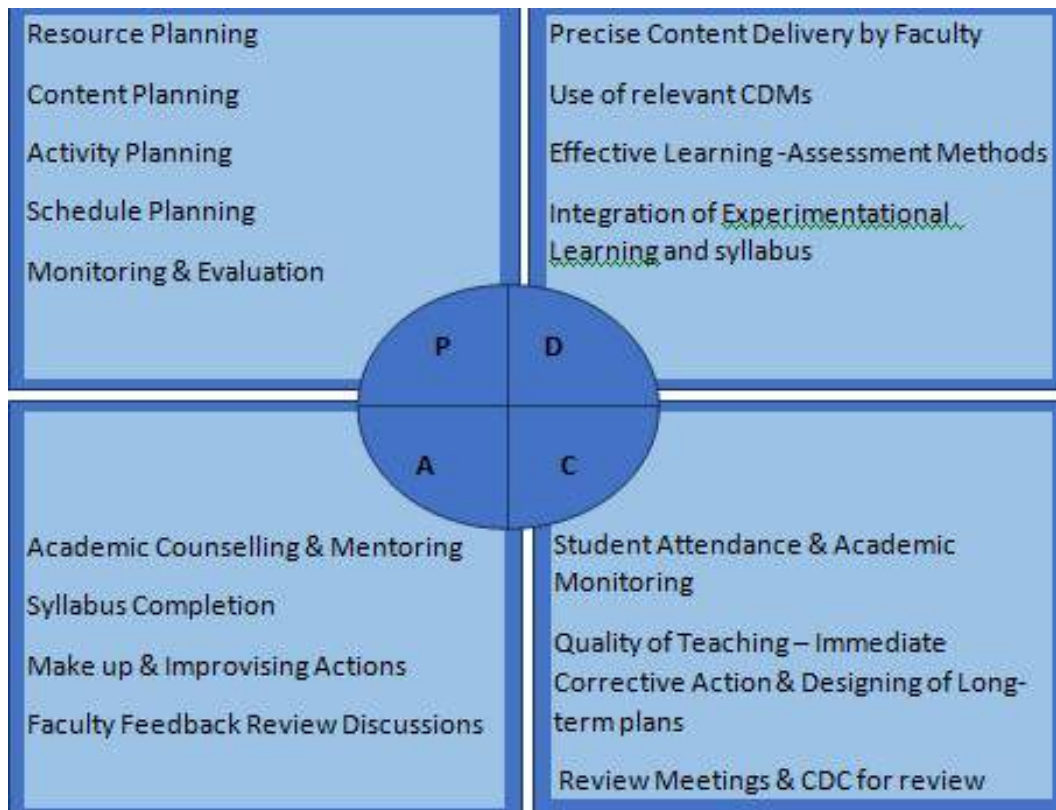 Resource Planning
Content Planning
Activity Planning
Schedule Planning
Monitoring & Evaluation
Precise Content Delivery by Faculty
Use of relevant CDMs
Effective Learning -Assessment Methods
Integration of Experimentational
Learning and syllabus
P
D
A
C
Academic Counselling & Mentoring
Syllabus Completion
Make up & Improvising Actions
Faculty Feedback Review Discussions
Student Attendance & Academic
Monitoring
Quality of Teaching – Immediate
Corrective Action & Designing of Long-
term plans
Review Meetings & CDC for review